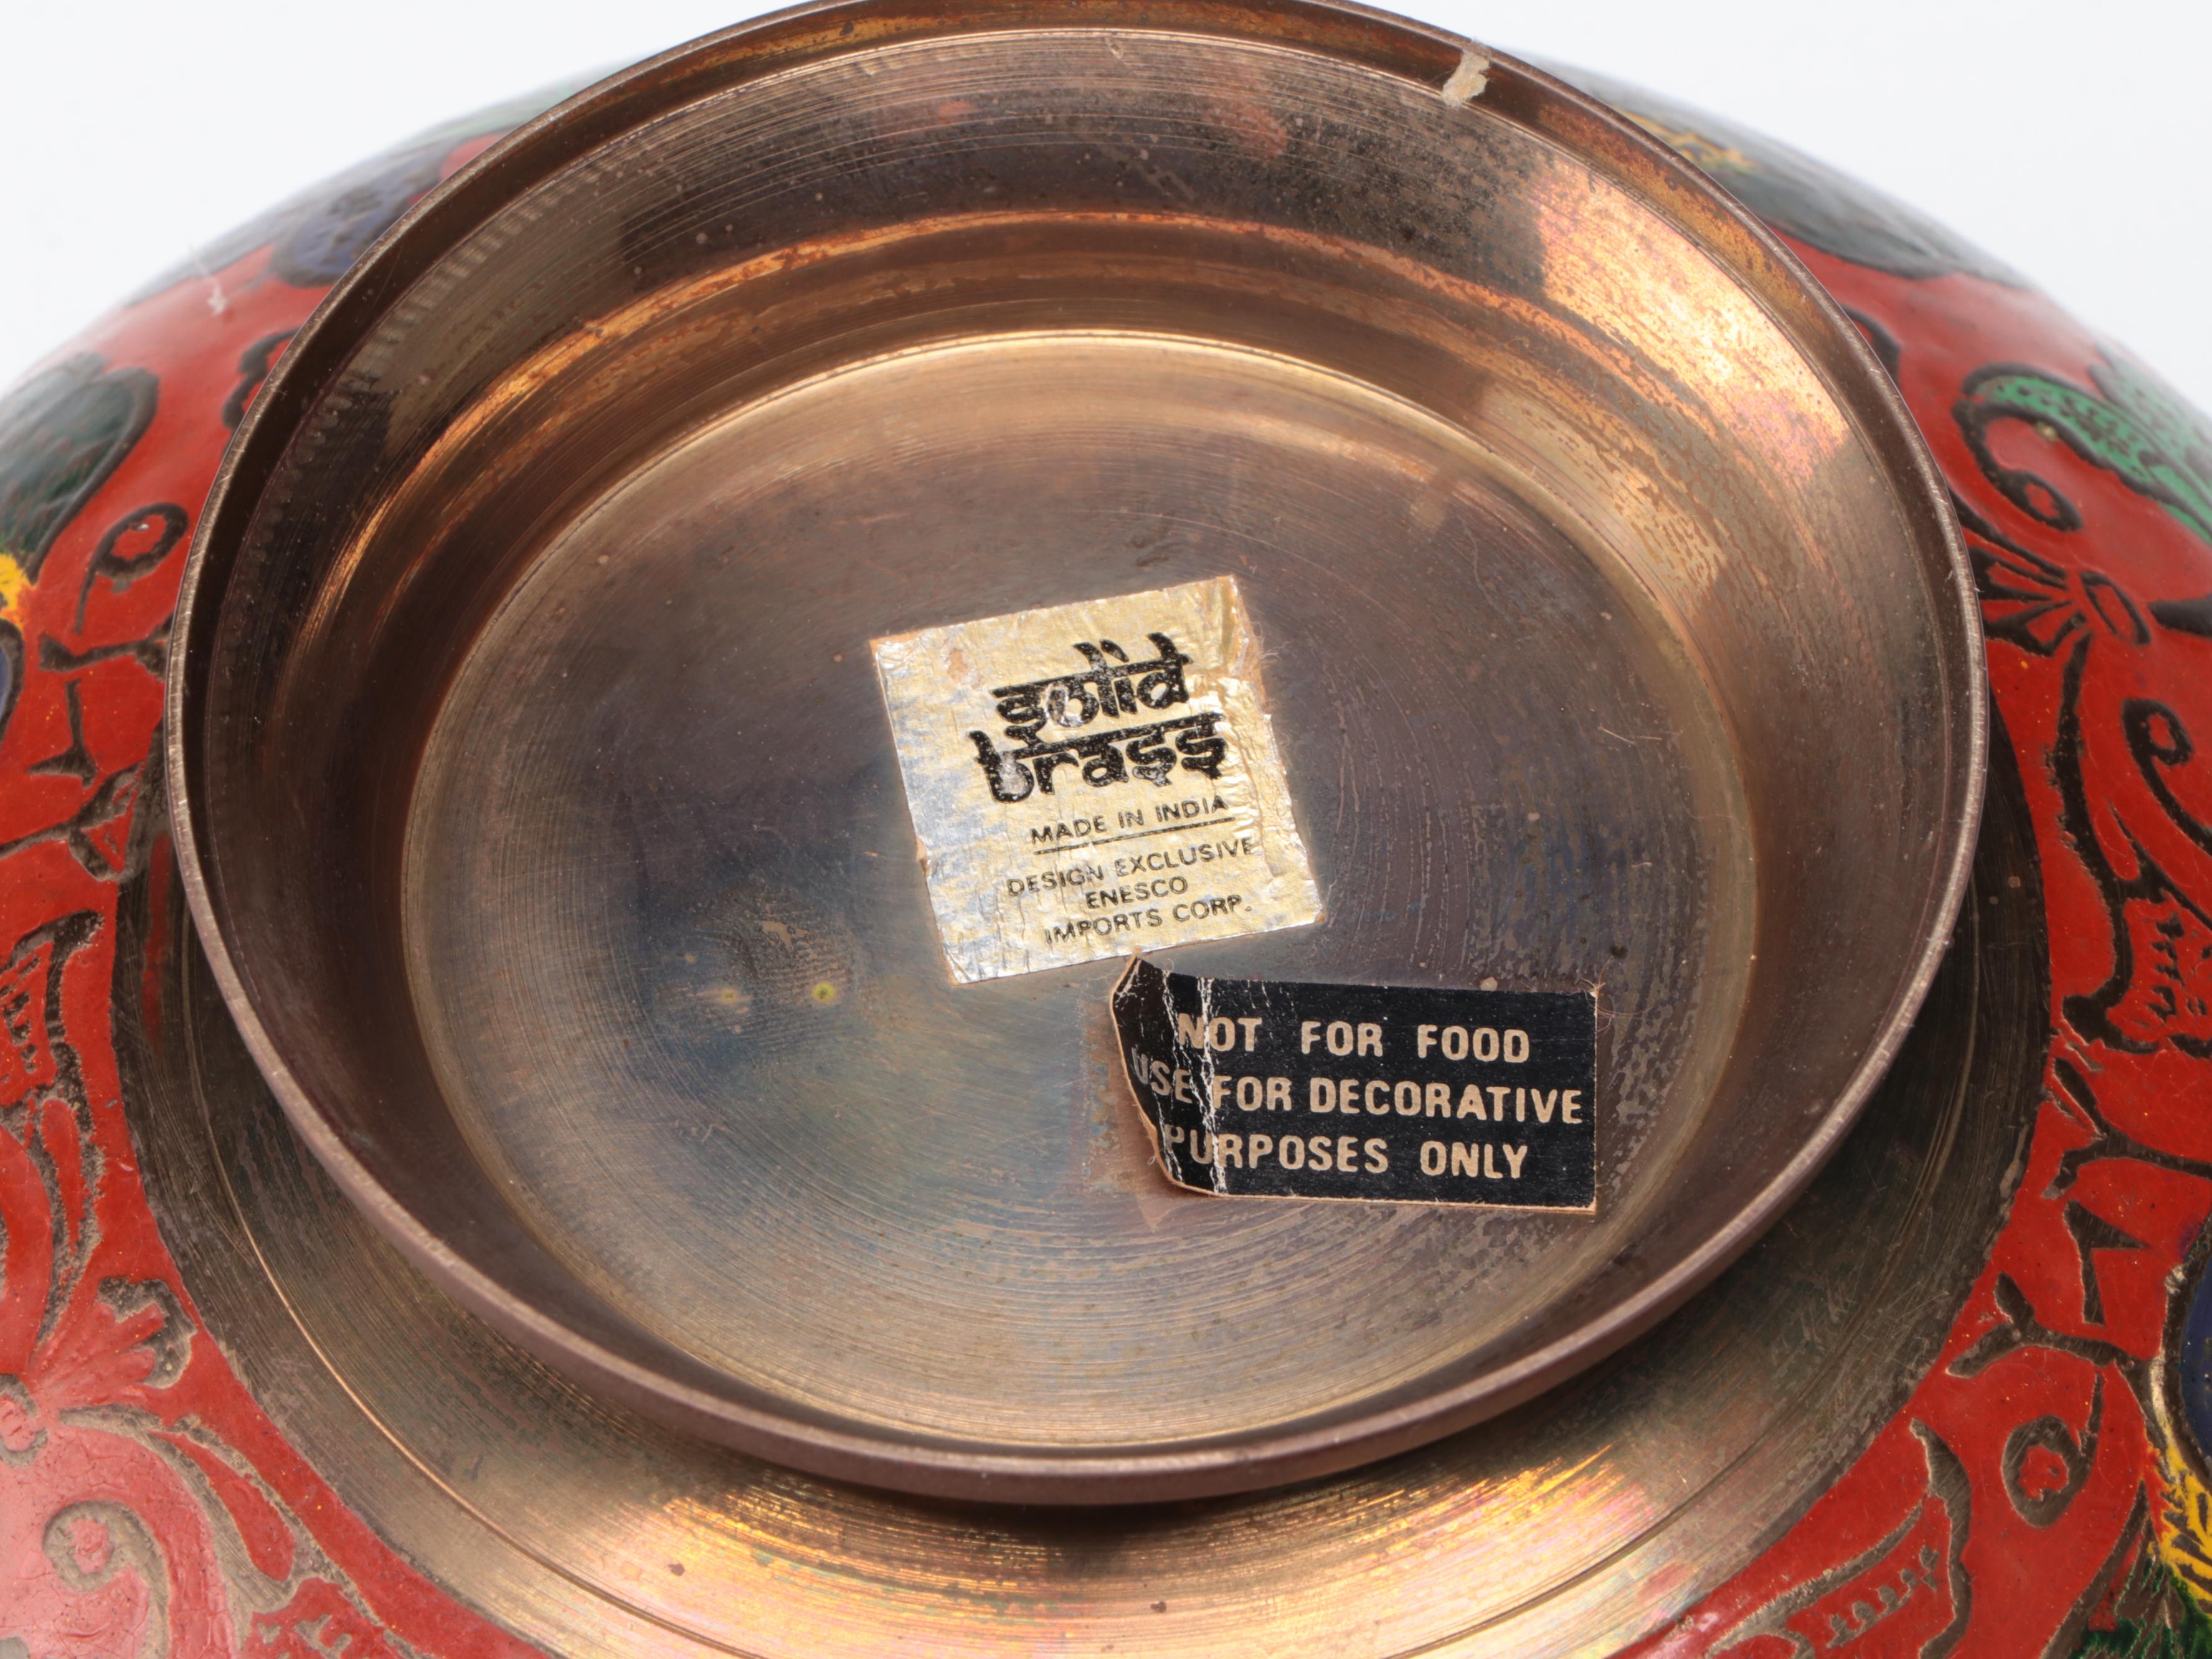 solid
brass
MADE IN INDIA
DESIGN EXCLUSIVE
ENESCO
IMPORTS CORP.
NOT FOR FOOD
USE FOR DECORATIVE
PURPOSES ONLY